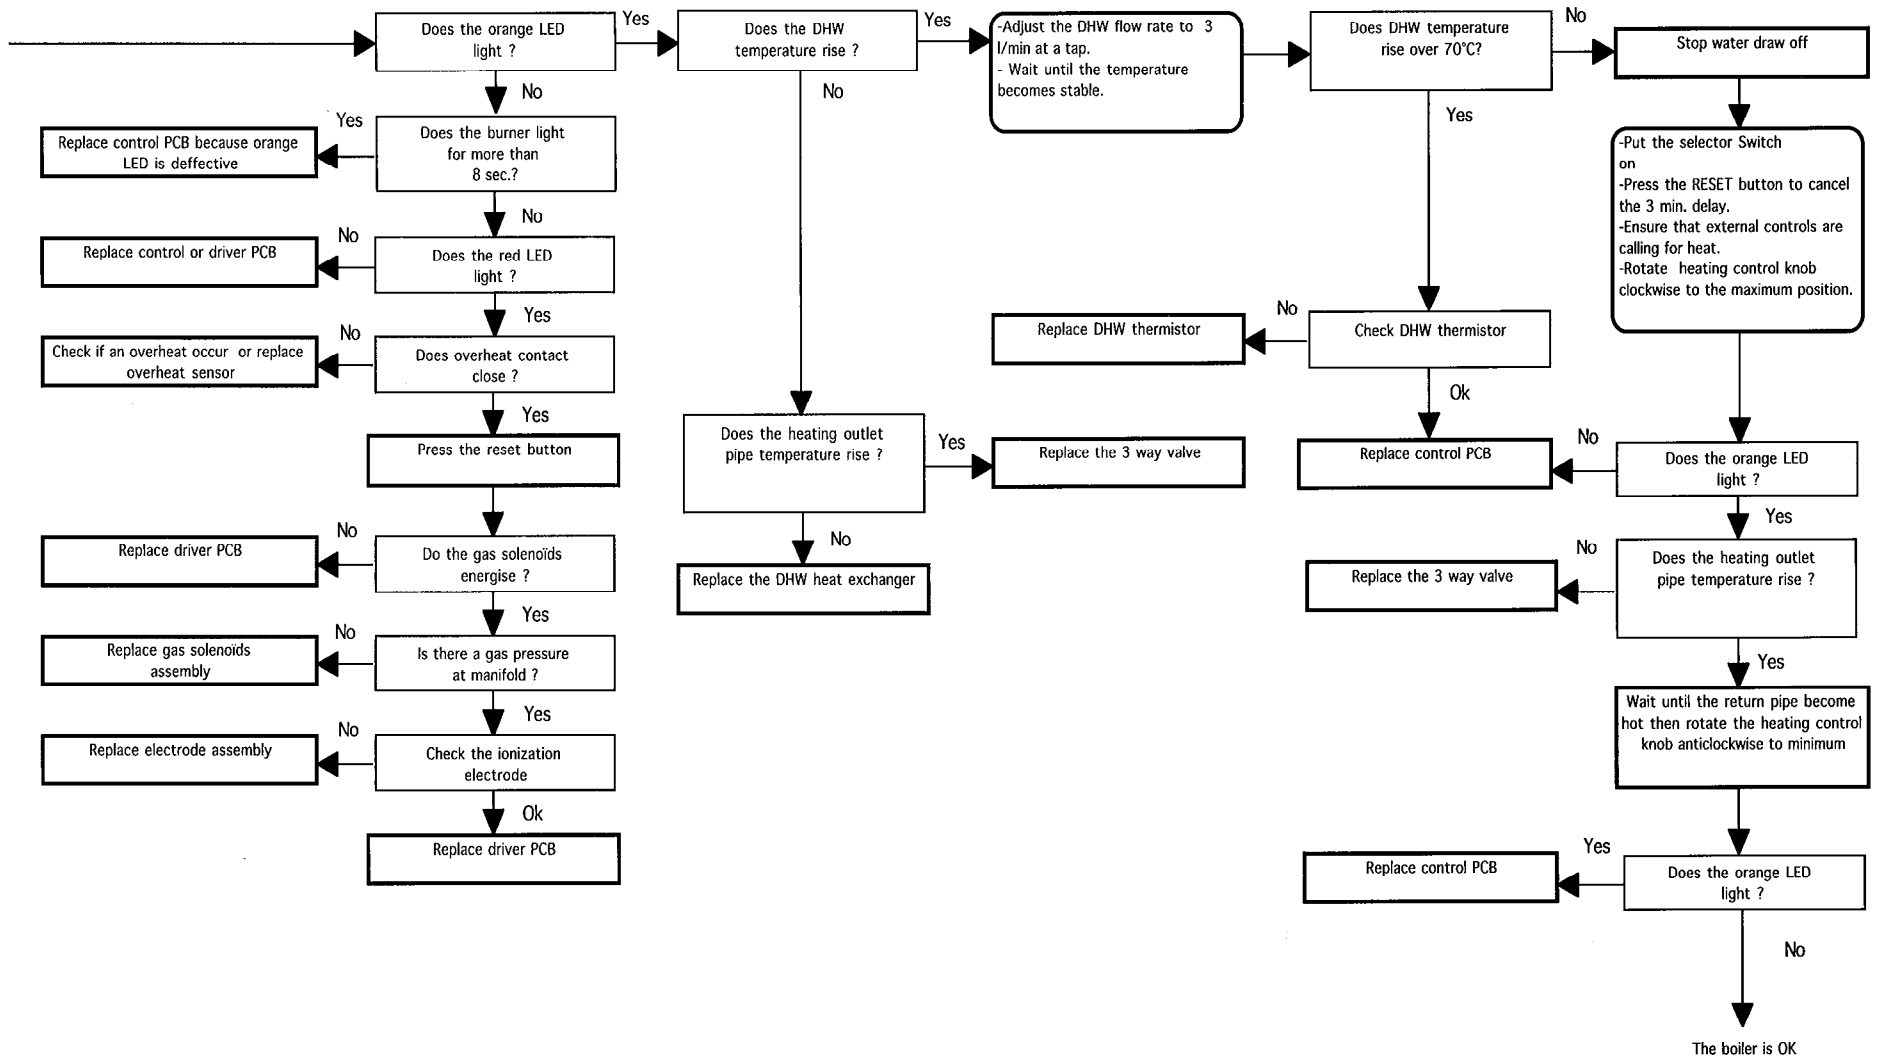 Does the orange LED
light ?
Yes
No
Does the burner light
for more than
8 sec.?
Yes
Replace control PCB because orange
LED is deffective
No
Does the red LED
light ?
No
Replace control or driver PCB
Yes
Does overheat contact
close ?
No
Check if an overheat occur or replace
overheat sensor
Yes
Press the reset button
Do the gas solenoïds
energise ?
No
Replace driver PCB
Yes
Is there a gas pressure
at manifold ?
No
Replace gas solenoïds
assembly
Yes
Check the ionization
electrode
No
Replace electrode assembly
Ok
Replace driver PCB
Does the DHW
temperature rise ?
Yes
No
Does the heating outlet
pipe temperature rise ?
Yes
Replace the 3 way valve
No
Replace the DHW heat exchanger
-Adjust the DHW flow rate to 3
l/min at a tap.
- Wait until the temperature
becomes stable.
Does DHW temperature
rise over 70°C?
No
Yes
Check DHW thermistor
No
Replace DHW thermistor
Ok
Replace control PCB
Stop water draw off
-Put the selector Switch
on
-Press the RESET button to cancel
the 3 min. delay.
-Ensure that external controls are
calling for heat.
-Rotate heating control knob
clockwise to the maximum position.
Does the orange LED
light ?
No
Yes
Does the heating outlet
pipe temperature rise ?
No
Replace the 3 way valve
Yes
Wait until the return pipe become
hot then rotate the heating control
knob anticlockwise to minimum
Does the orange LED
light ?
Yes
Replace control PCB
No
The boiler is OK